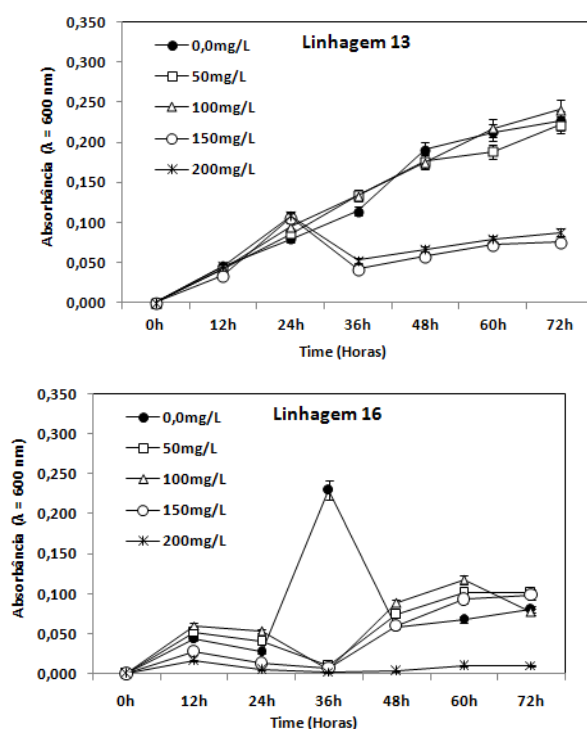 Linhagem 13
0,0mg/L
50mg/L
100mg/L
150mg/L
200mg/L
Absorbância (λ = 600 nm)
0,350
0,300
0,250
0,200
0,150
0,100
0,050
0,000
0h 12h 24h 36h 48h 60h 72h
Time (Horas)
Linhagem 16
0,0mg/L
50mg/L
100mg/L
150mg/L
200mg/L
Absorbância (λ = 600 nm)
0,350
0,300
0,250
0,200
0,150
0,100
0,050
0,000
0h 12h 24h 36h 48h 60h 72h
Time (Horas)